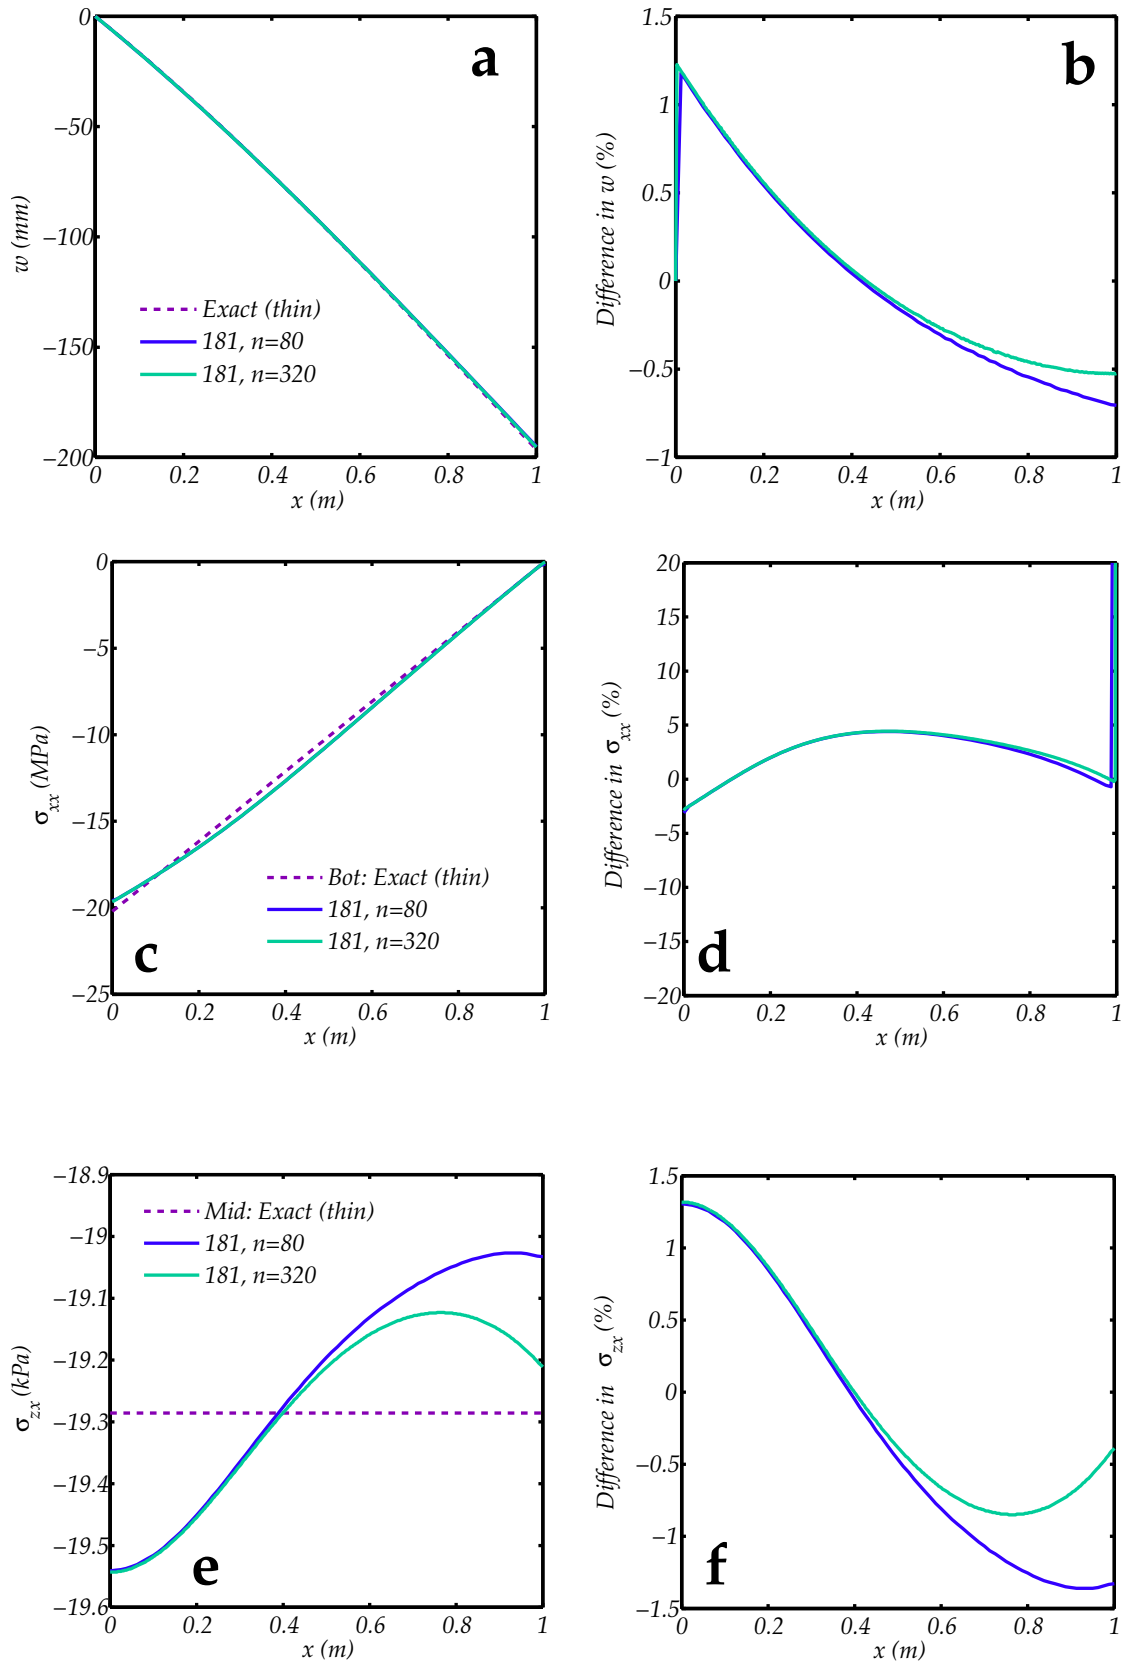 a
0
−50
−100
−150
−200
w (mm)
Exact (thin)
181, n=80
181, n=320
0 0.2 0.4 0.6 0.8 1
x (m)
b
1.5
1
0.5
0
−0.5
−1
Difference in w (%)
0 0.2 0.4 0.6 0.8 1
x (m)
c
0
−5
−10
−15
−20
−25
σxx (MPa)
Bot: Exact (thin)
181, n=80
181, n=320
0 0.2 0.4 0.6 0.8 1
x (m)
d
20
15
10
5
0
−5
−10
−15
−20
Difference in σxx (%)
0 0.2 0.4 0.6 0.8 1
x (m)
e
−18.9
−19
−19.1
−19.2
−19.3
−19.4
−19.5
−19.6
σzx (kPa)
Mid: Exact (thin)
181, n=80
181, n=320
0 0.2 0.4 0.6 0.8 1
x (m)
f
1.5
1
0.5
0
−0.5
−1
−1.5
Difference in σzx (%)
0 0.2 0.4 0.6 0.8 1
x (m)